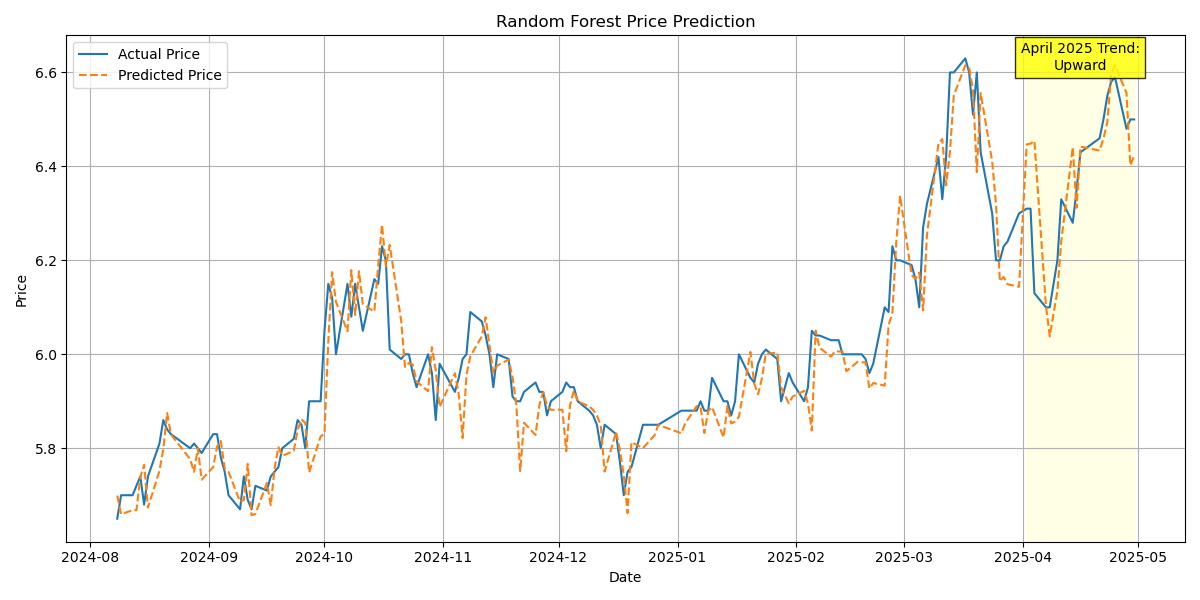 Random Forest Price Prediction
Actual Price
Predicted Price
April 2025 Trend:
Upward
Price
6.6
6.4
6.2
6.0
5.8
2024-08
2024-09
2024-10
2024-11
2024-12
2025-01
2025-02
2025-03
2025-04
2025-05
Date